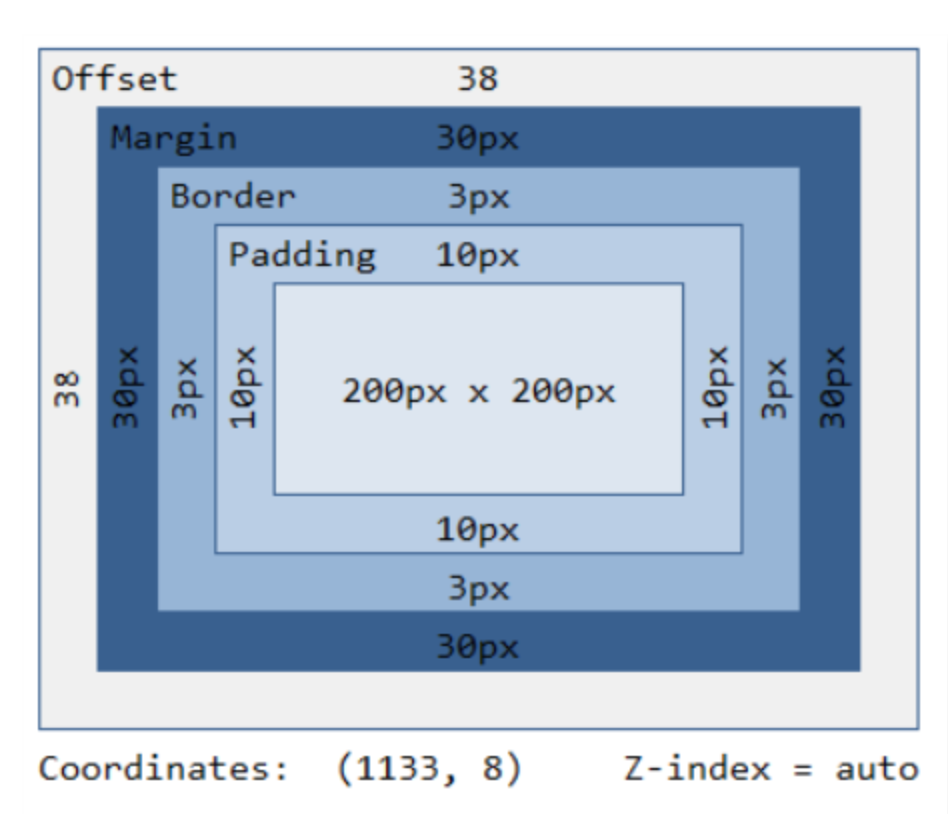 Offset 38
Margin 30px
Border 3px
Padding 10px
38 30px 3px 10px 200px x 200px 10px 3px 30px
10px
3px
30px
Coordinates: (1133, 8) Z-index = auto